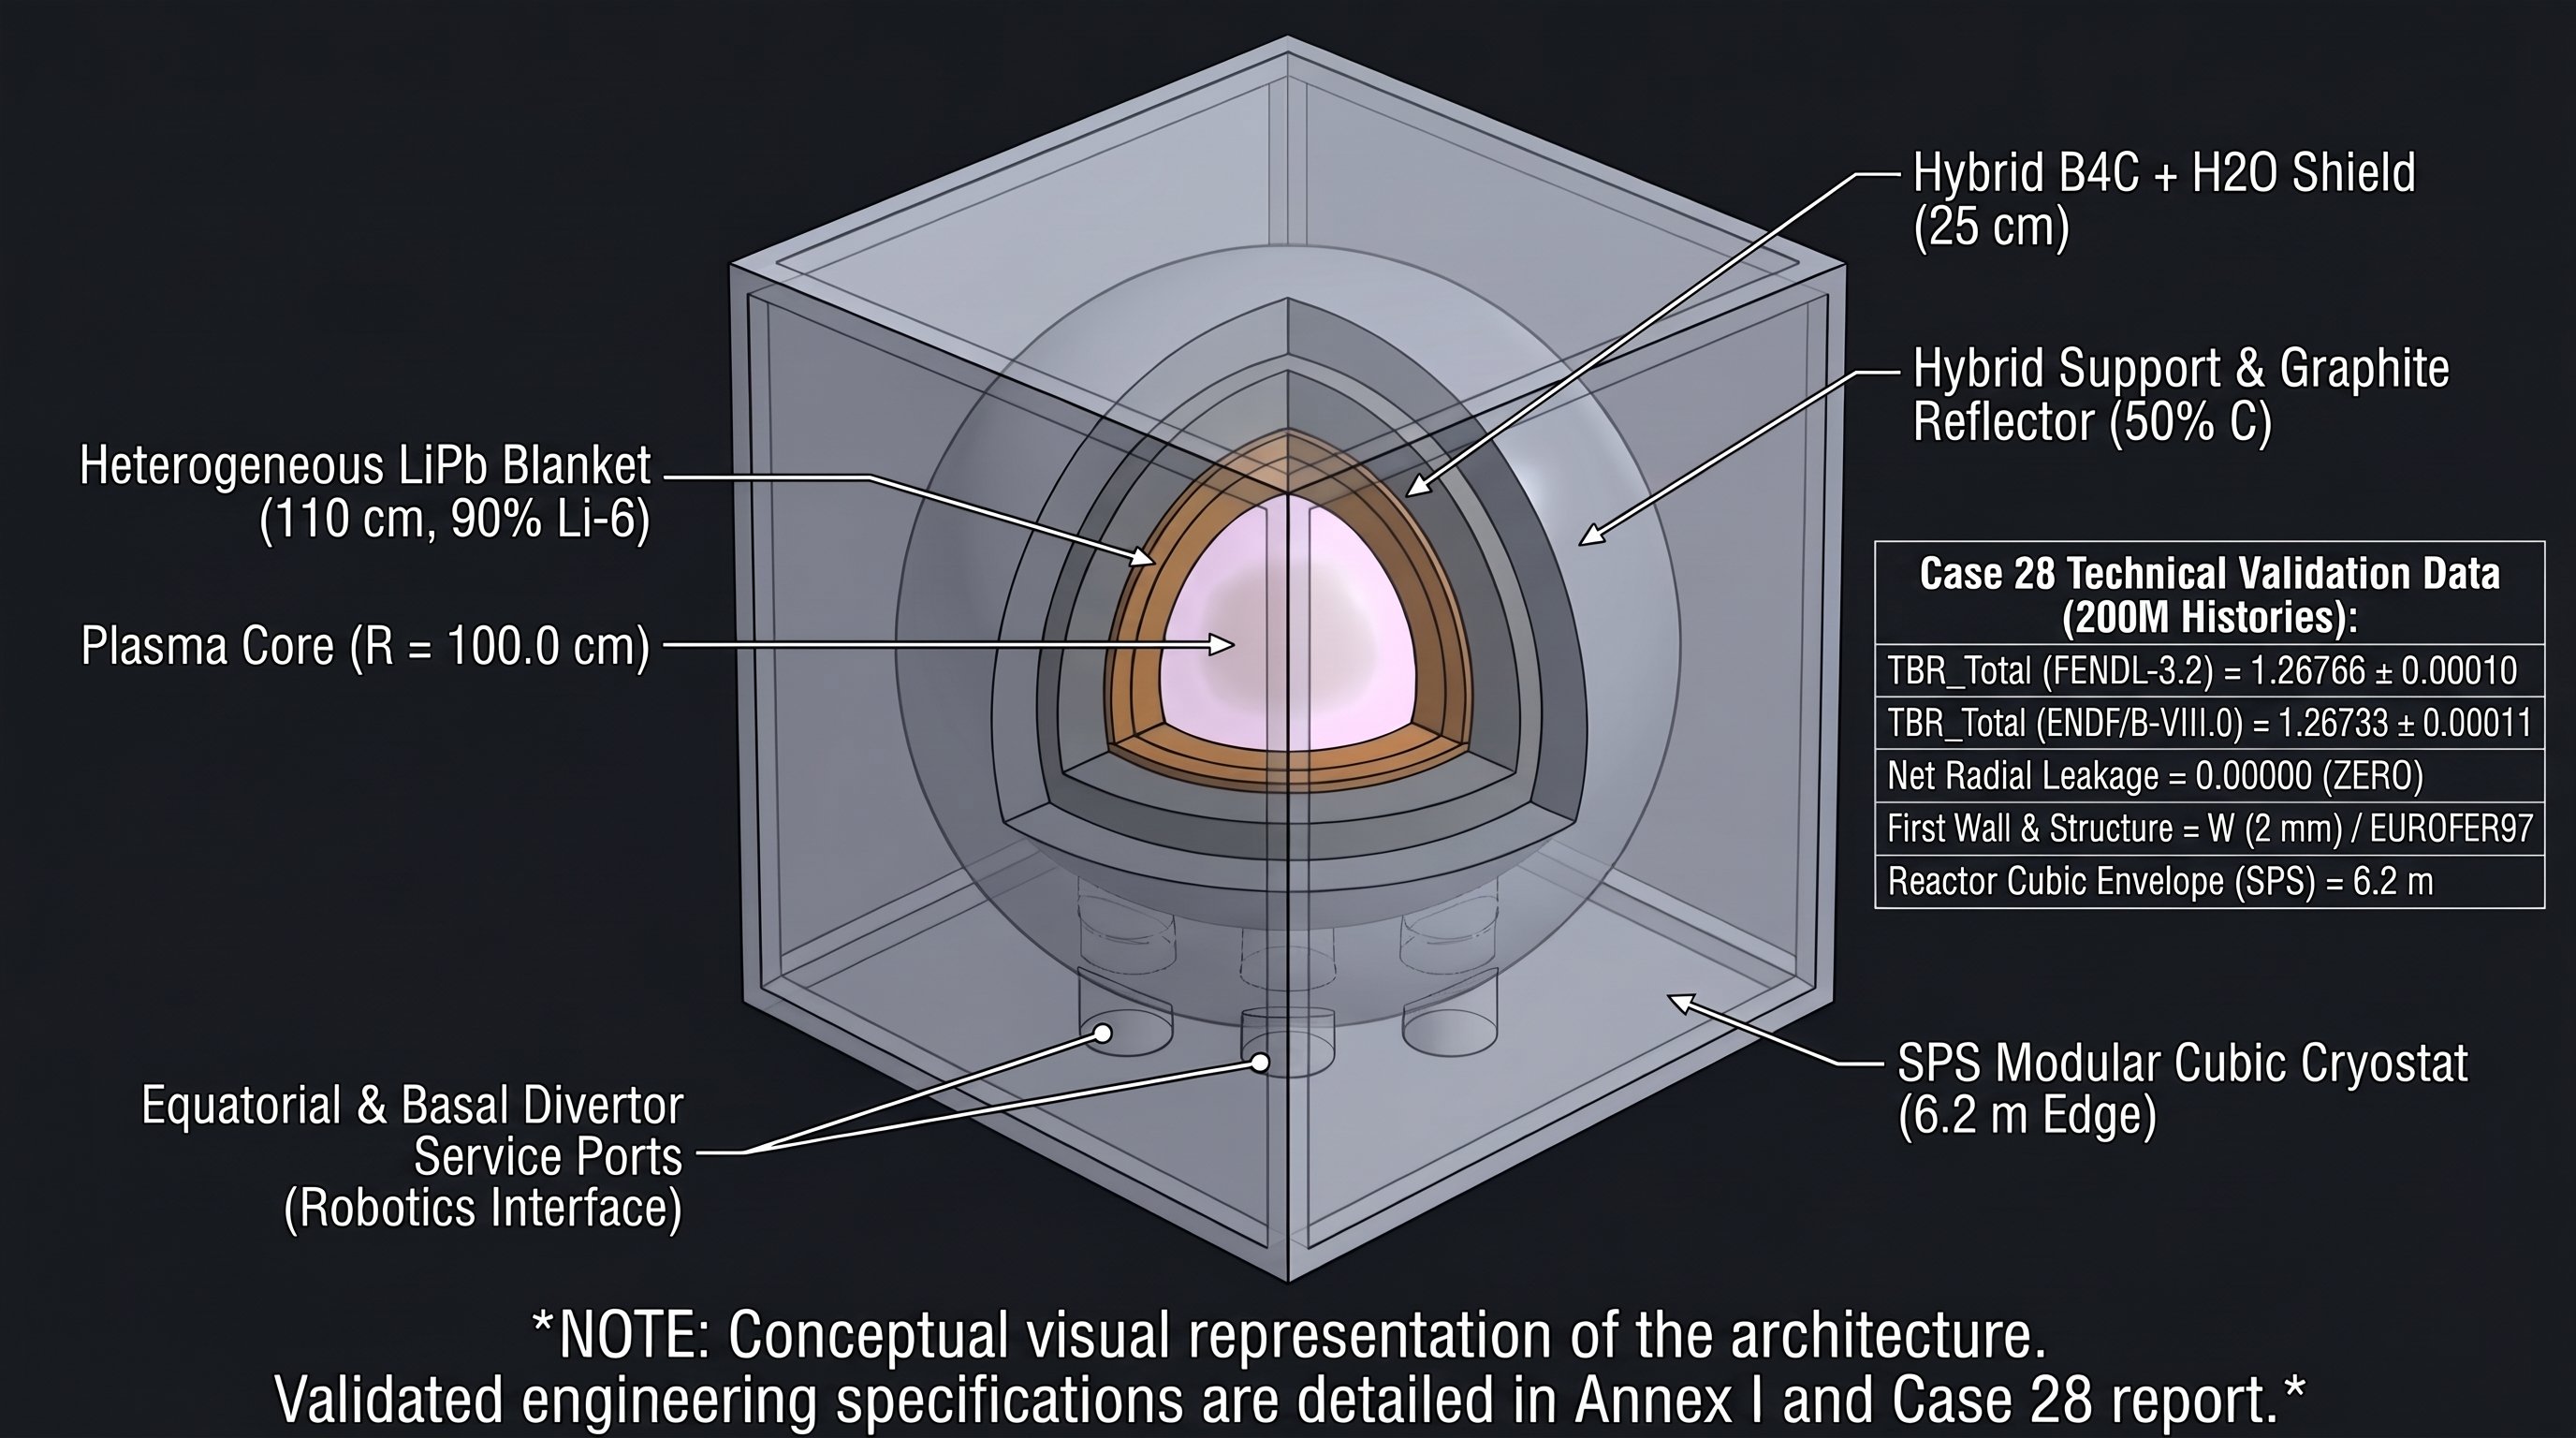 Hybrid B4C + H2O Shield
(25 cm)
Hybrid Support & Graphite
Reflector (50% C)
Heterogeneous LiPb Blanket
(110 cm, 90% Li-6)
Plasma Core (R = 100.0 cm)
Case 28 Technical Validation Data
(200M Histories):
TBR_Total (FENDL-3.2) = 1.26766 ± 0.00010
TBR_Total (ENDF/B-VIII.0) = 1.26733 ± 0.00011
Net Radial Leakage = 0.00000 (ZERO)
First Wall & Structure = W (2 mm) / EUROFER97
Reactor Cubic Envelope (SPS) = 6.2 m
SPS Modular Cubic Cryostat
(6.2 m Edge)
Equatorial & Basal Divertor
Service Ports
(Robotics Interface)
*NOTE: Conceptual visual representation of the architecture.
Validated engineering specifications are detailed in Annex I and Case 28 report.*